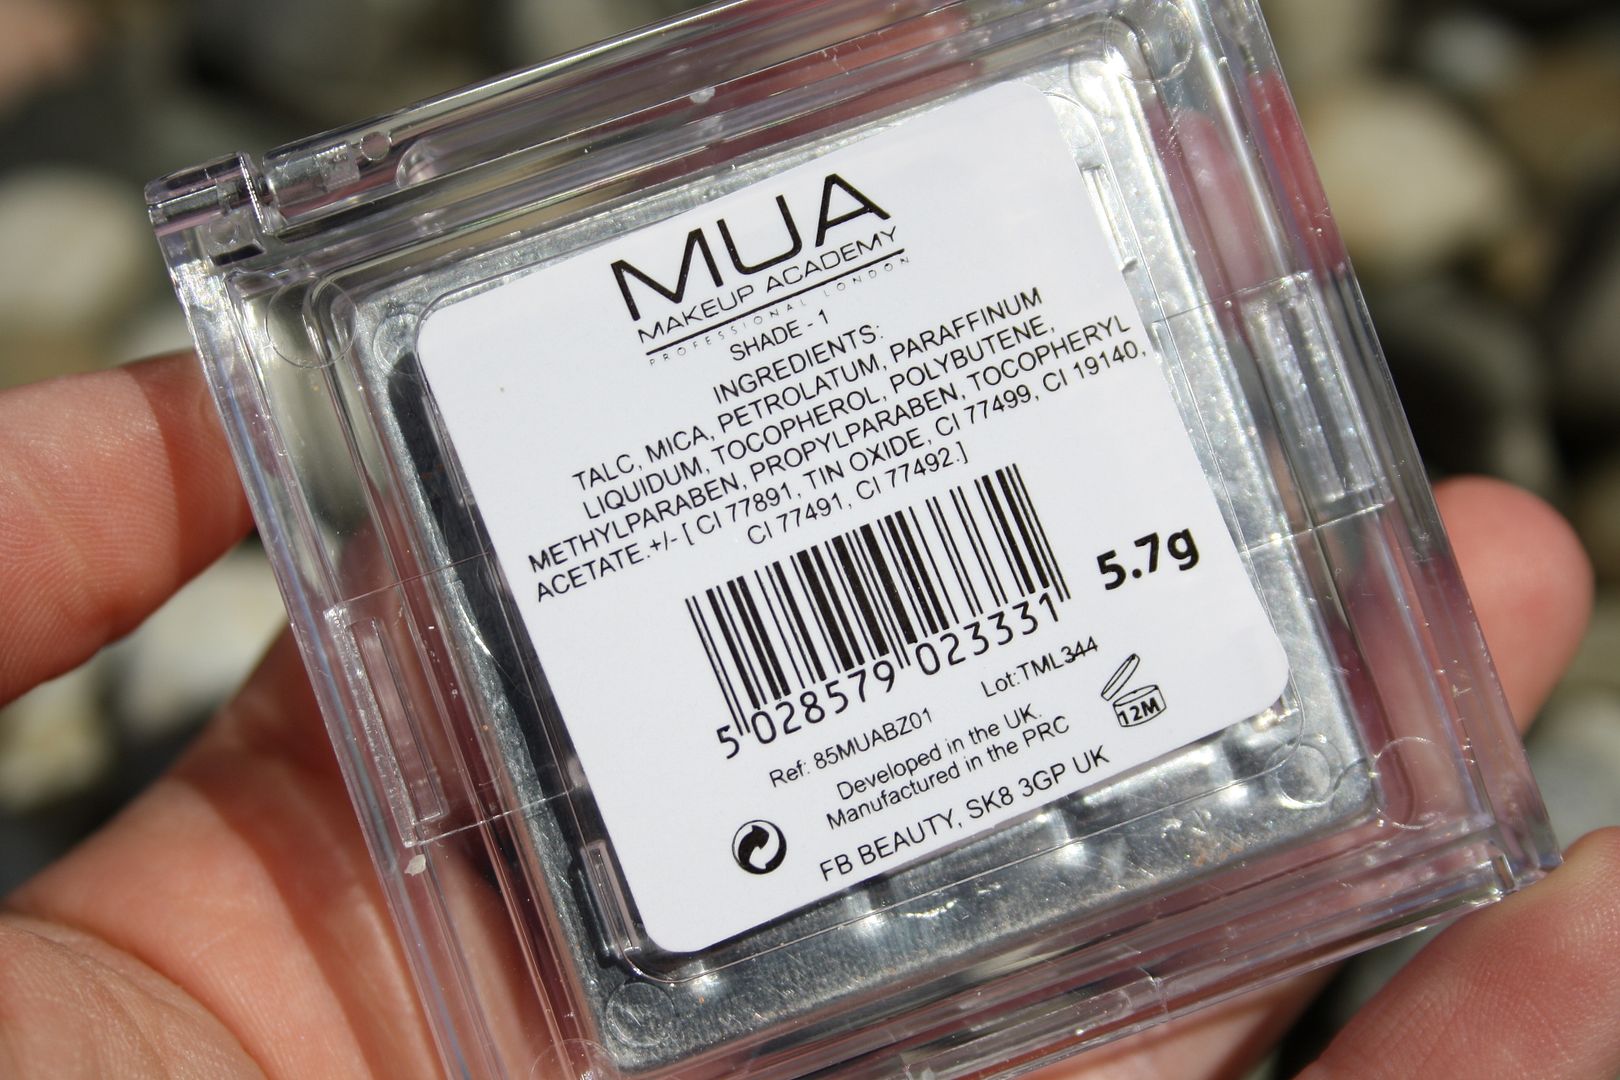 MUA
MAKEUP ACADEMY
PROFESSIONAL LONDON
SHADE - 1
INGREDIENTS:
TALC, MICA, PETROLATUM, PARAFFINUM
LIQUIDUM, TOCOPHEROL, POLYBUTENE,
METHYLPARABEN, PROPYLPARABEN, TOCOPHERYL
ACETATE.+/- [ CI 77891, TIN OXIDE, CI 77499, CI 19140,
CI 77491, CI 77492.]
5.7g
5 028579 023331
Lot:TML344
Ref: 85MUABZ01
12M
Developed in the UK.
Manufactured in the PRC
FB BEAUTY, SK8 3GP UK